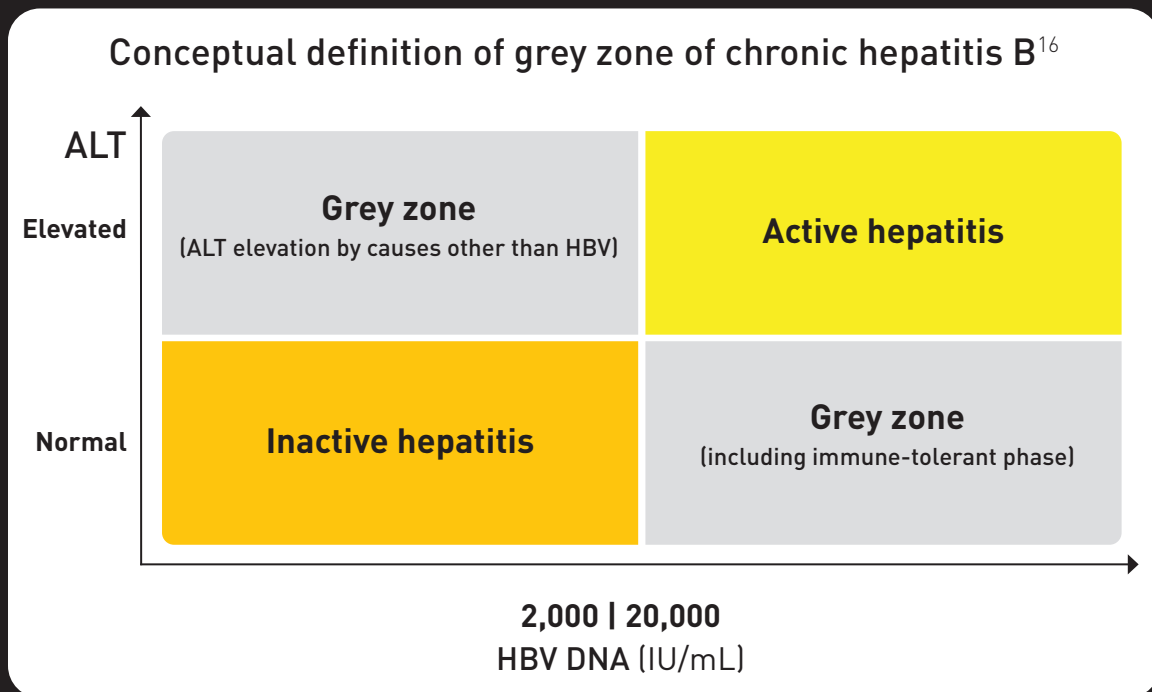 Conceptual definition of grey zone of chronic hepatitis B16
ALT
Elevated
Grey zone
(ALT elevation by causes other than HBV)
Active hepatitis
Normal
Inactive hepatitis
Grey zone
(including immune-tolerant phase)
2,000 | 20,000
HBV DNA (IU/mL)